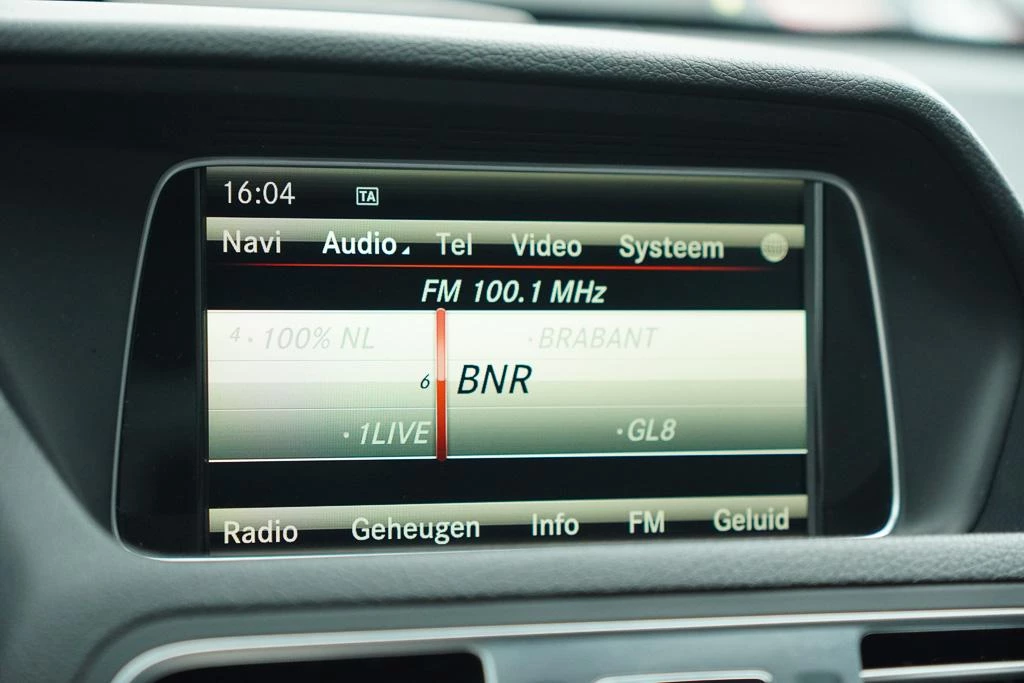 16:04 TA
Navi Audio Tel Video Systeem
FM 100.1 MHz
4 · 100% NL · BRABANT
6 BNR
· 1LIVE · GL8
Radio Geheugen Info FM Geluid